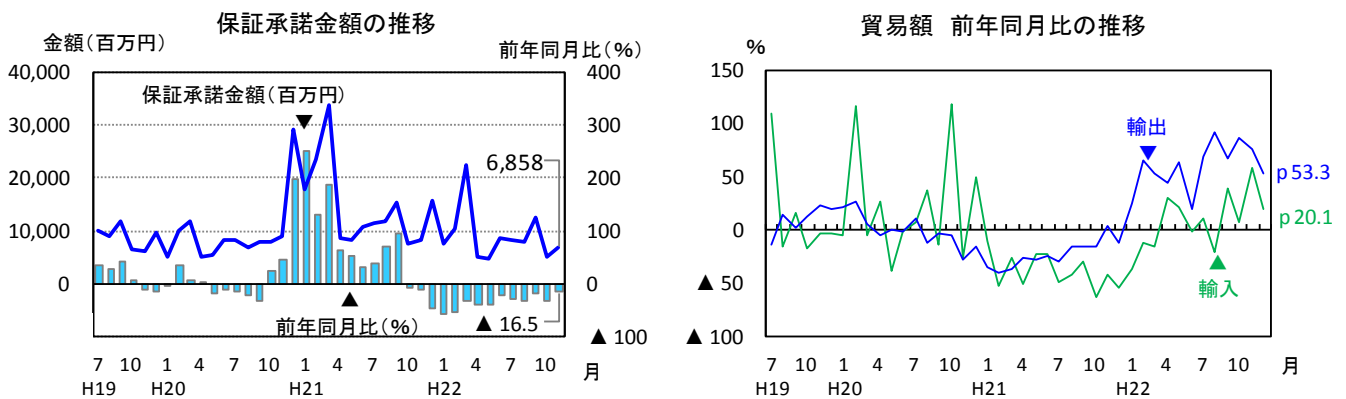 保証承諾金額の推移
金額(百万円)
前年同月比(%)
40,000
30,000
20,000
10,000
0
400
300
200
100
0
▲ 100
保証承諾金額(百万円)
▼
6,858
▲
前年同月比(%)
▲ 16.5
7 10 1 4 7 10 1 4 7 10 1 4 7 10 月
H19 H20 H21 H22
貿易額 前年同月比の推移
%
150
100
50
0
▲ 50
▲ 100
輸出
▼
p 53.3
p 20.1
▲
輸入
7 10 1 4 7 10 1 4 7 10 1 4 7 10 月
H19 H20 H21 H22